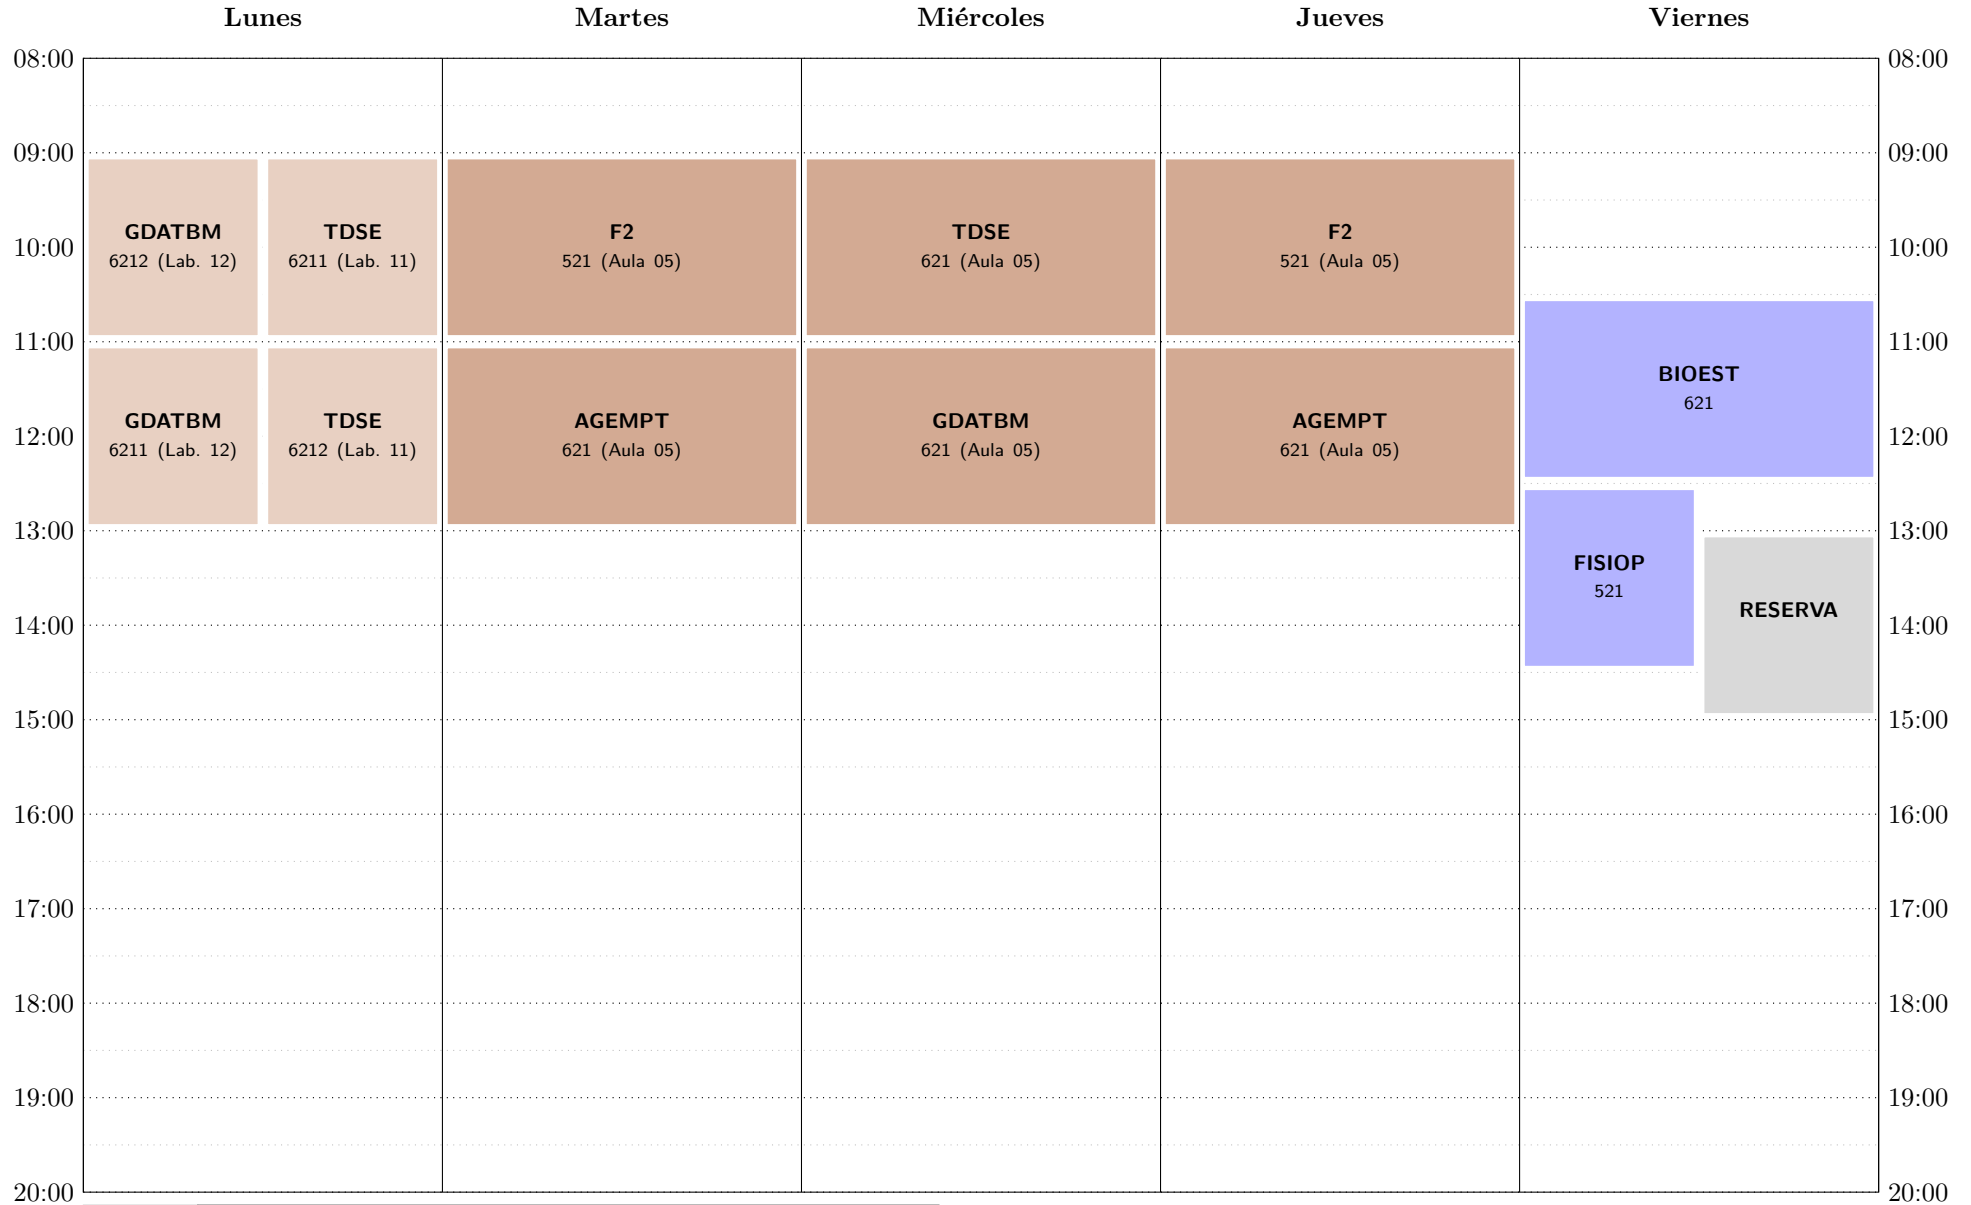 Lunes
Martes
Miércoles
Jueves
Viernes
08:00
08:00
09:00
09:00
GDATBM
6212 (Lab. 12)
TDSE
6211 (Lab. 11)
F2
521 (Aula 05)
TDSE
621 (Aula 05)
F2
521 (Aula 05)
10:00
10:00
11:00
11:00
BIOEST
621
GDATBM
6211 (Lab. 12)
TDSE
6212 (Lab. 11)
AGEMPT
621 (Aula 05)
GDATBM
621 (Aula 05)
AGEMPT
621 (Aula 05)
12:00
12:00
13:00
13:00
FISIOP
521
RESERVA
14:00
14:00
15:00
15:00
16:00
16:00
17:00
17:00
18:00
18:00
19:00
19:00
20:00
20:00